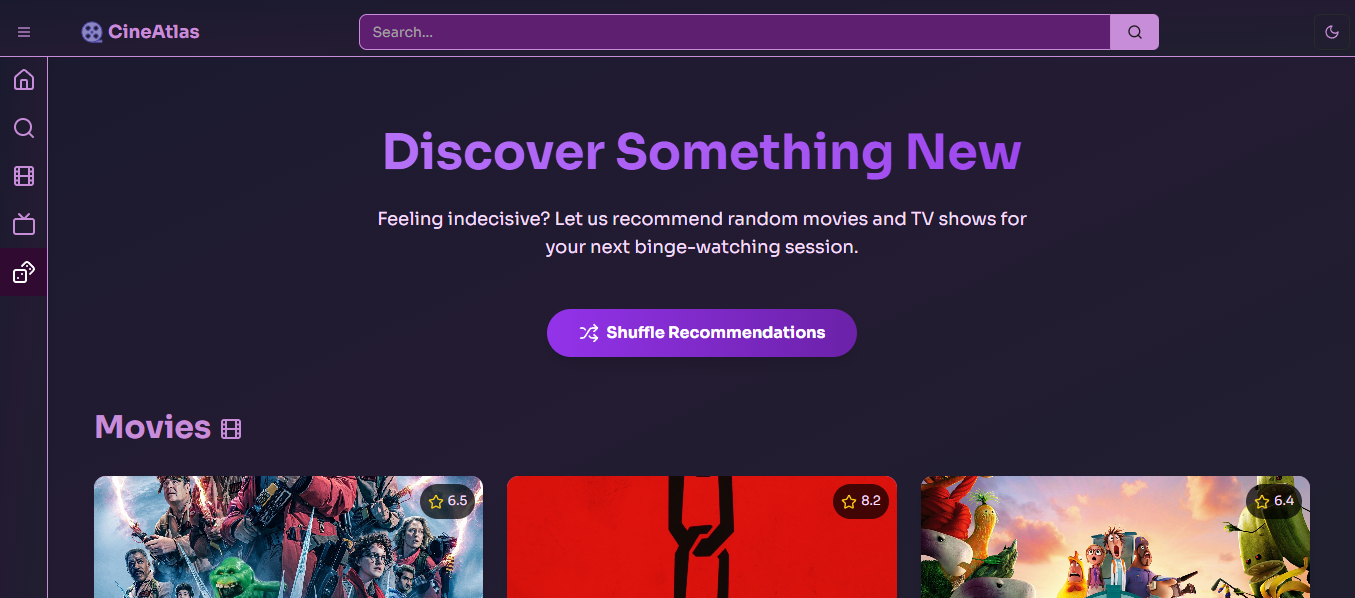 CineAtlas
Search...
Discover Something New
Feeling indecisive? Let us recommend random movies and TV shows for
your next binge-watching session.
Shuffle Recommendations
Movies
6.5
8.2
6.4